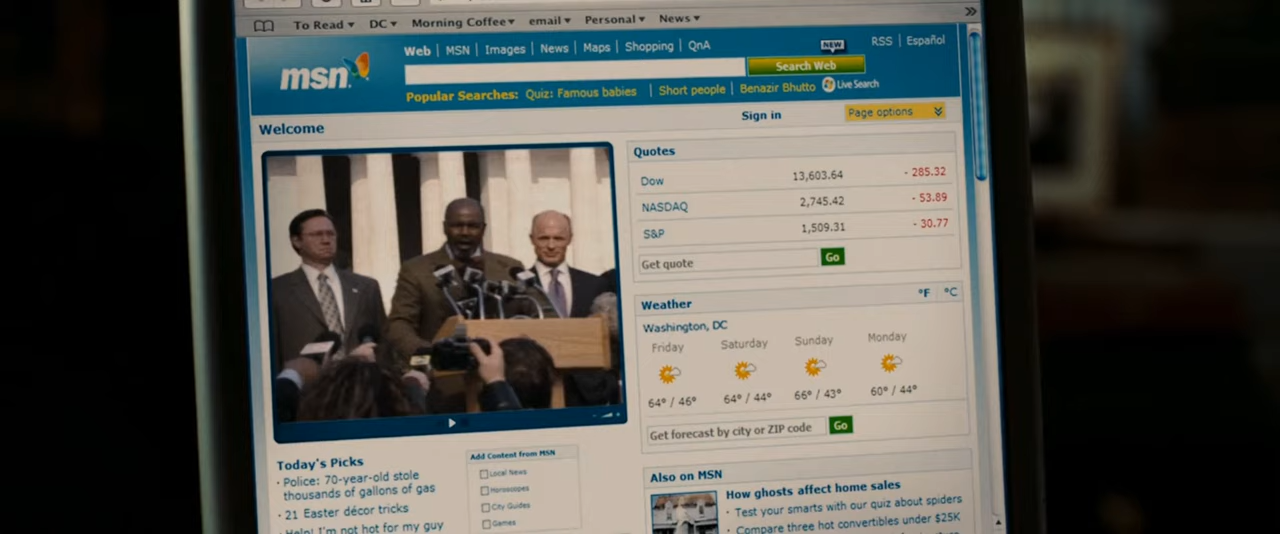 To Read DC Morning Coffee email Personal News
Web | MSN | Images | News | Maps | Shopping | QnA
NEW
RSS | Español
msn
Search Web
Popular Searches: Quiz: Famous babies | Short people | Benazir Bhutto
Live Search
Welcome
Sign in
Page options
Quotes
Dow 13,603.64 - 285.32
NASDAQ 2,745.42 - 53.89
S&P 1,509.31 - 30.77
Get quote Go
Weather °F °C
Washington, DC
Friday Saturday Sunday Monday
64° / 46° 64° / 44° 66° / 43° 60° / 44°
Get forecast by city or ZIP code Go
Today's Picks
· Police: 70-year-old stole
thousands of gallons of gas
· 21 Easter décor tricks
· Help! I'm not hot for my guy
Add Content from MSN
Local News
Horoscopes
City Guides
Games
Also on MSN
How ghosts affect home sales
· Test your smarts with our quiz about spiders
· Compare three hot convertibles under $25K